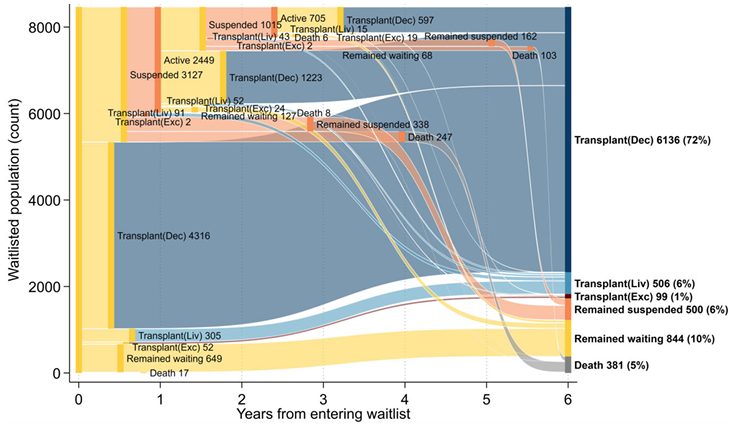 8000
6000
4000
2000
0
Waitlisted population (count)
Active 705
Transplant(Dec) 597
Suspended 1015
Transplant(Liv) 15
Transplant(Liv) 43
Death 6
Transplant(Exc) 19
Remained suspended 162
Transplant(Exc) 2
Remained waiting 68
Death 103
Active 2449
Suspended 3127
Transplant(Dec) 1223
Transplant(Liv) 52
Transplant(Liv) 91
Transplant(Exc) 24
Death 8
Transplant(Exc) 2
Remained waiting 127
Remained suspended 338
Death 247
Transplant(Dec) 6136 (72%)
Transplant(Dec) 4316
Transplant(Liv) 506 (6%)
Transplant(Exc) 99 (1%)
Remained suspended 500 (6%)
Transplant(Liv) 305
Remained waiting 844 (10%)
Transplant(Exc) 52
Remained waiting 649
Death 381 (5%)
Death 17
0 1 2 3 4 5 6
Years from entering waitlist